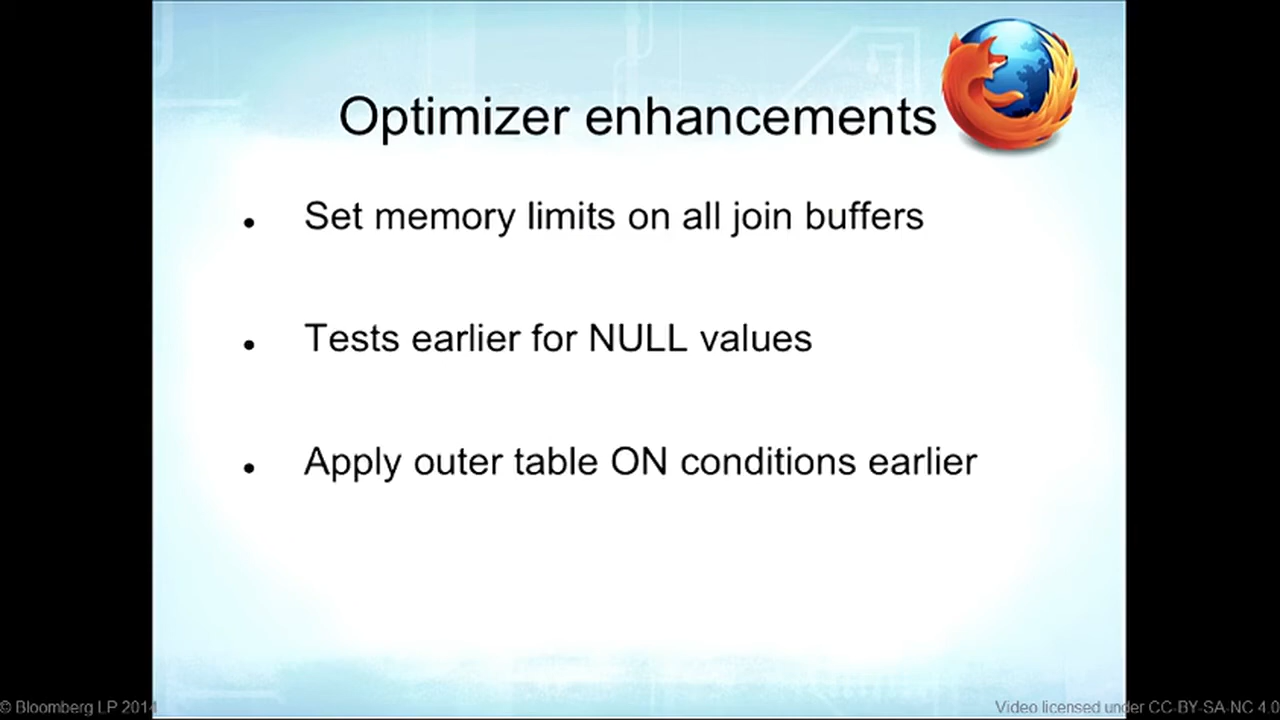 Optimizer enhancements
• Set memory limits on all join buffers
• Tests earlier for NULL values
• Apply outer table ON conditions earlier
© Bloomberg LP 2014
Video licensed under CC-BY-SA-NC 4.0